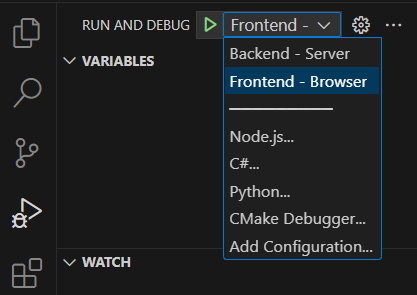 RUN AND DEBUG Frontend -
Backend - Server
VARIABLES
Frontend - Browser
Node.js...
C#...
Python...
CMake Debugger...
Add Configuration...
WATCH